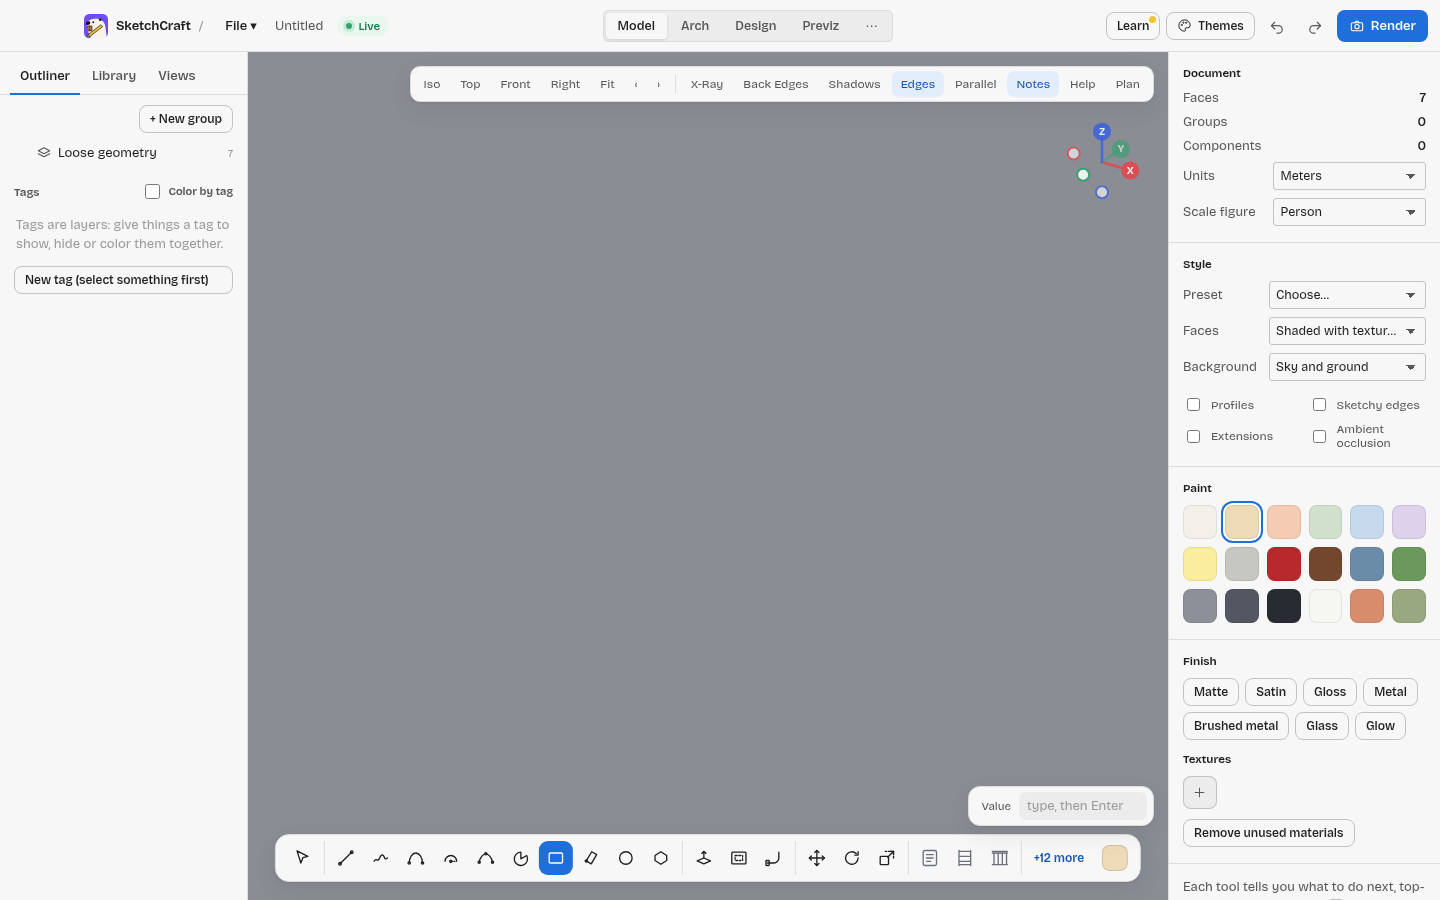 SketchCraft / File ▾ Untitled Live Model Arch Design Previz ··· Learn Themes Render
Outliner Library Views
+ New group
Loose geometry 7
Tags Color by tag
Tags are layers: give things a tag to
show, hide or color them together.
New tag (select something first)
Iso Top Front Right Fit ‹ › X-Ray Back Edges Shadows Edges Parallel Notes Help Plan
Z
Y
X
Value type, then Enter
+12 more
Document
Faces 7
Groups 0
Components 0
Units Meters
Scale figure Person
Style
Preset Choose...
Faces Shaded with textur...
Background Sky and ground
Profiles Sketchy edges
Extensions Ambient
occlusion
Paint
Finish
Matte Satin Gloss Metal
Brushed metal Glass Glow
Textures
+
Remove unused materials
Each tool tells you what to do next, top-